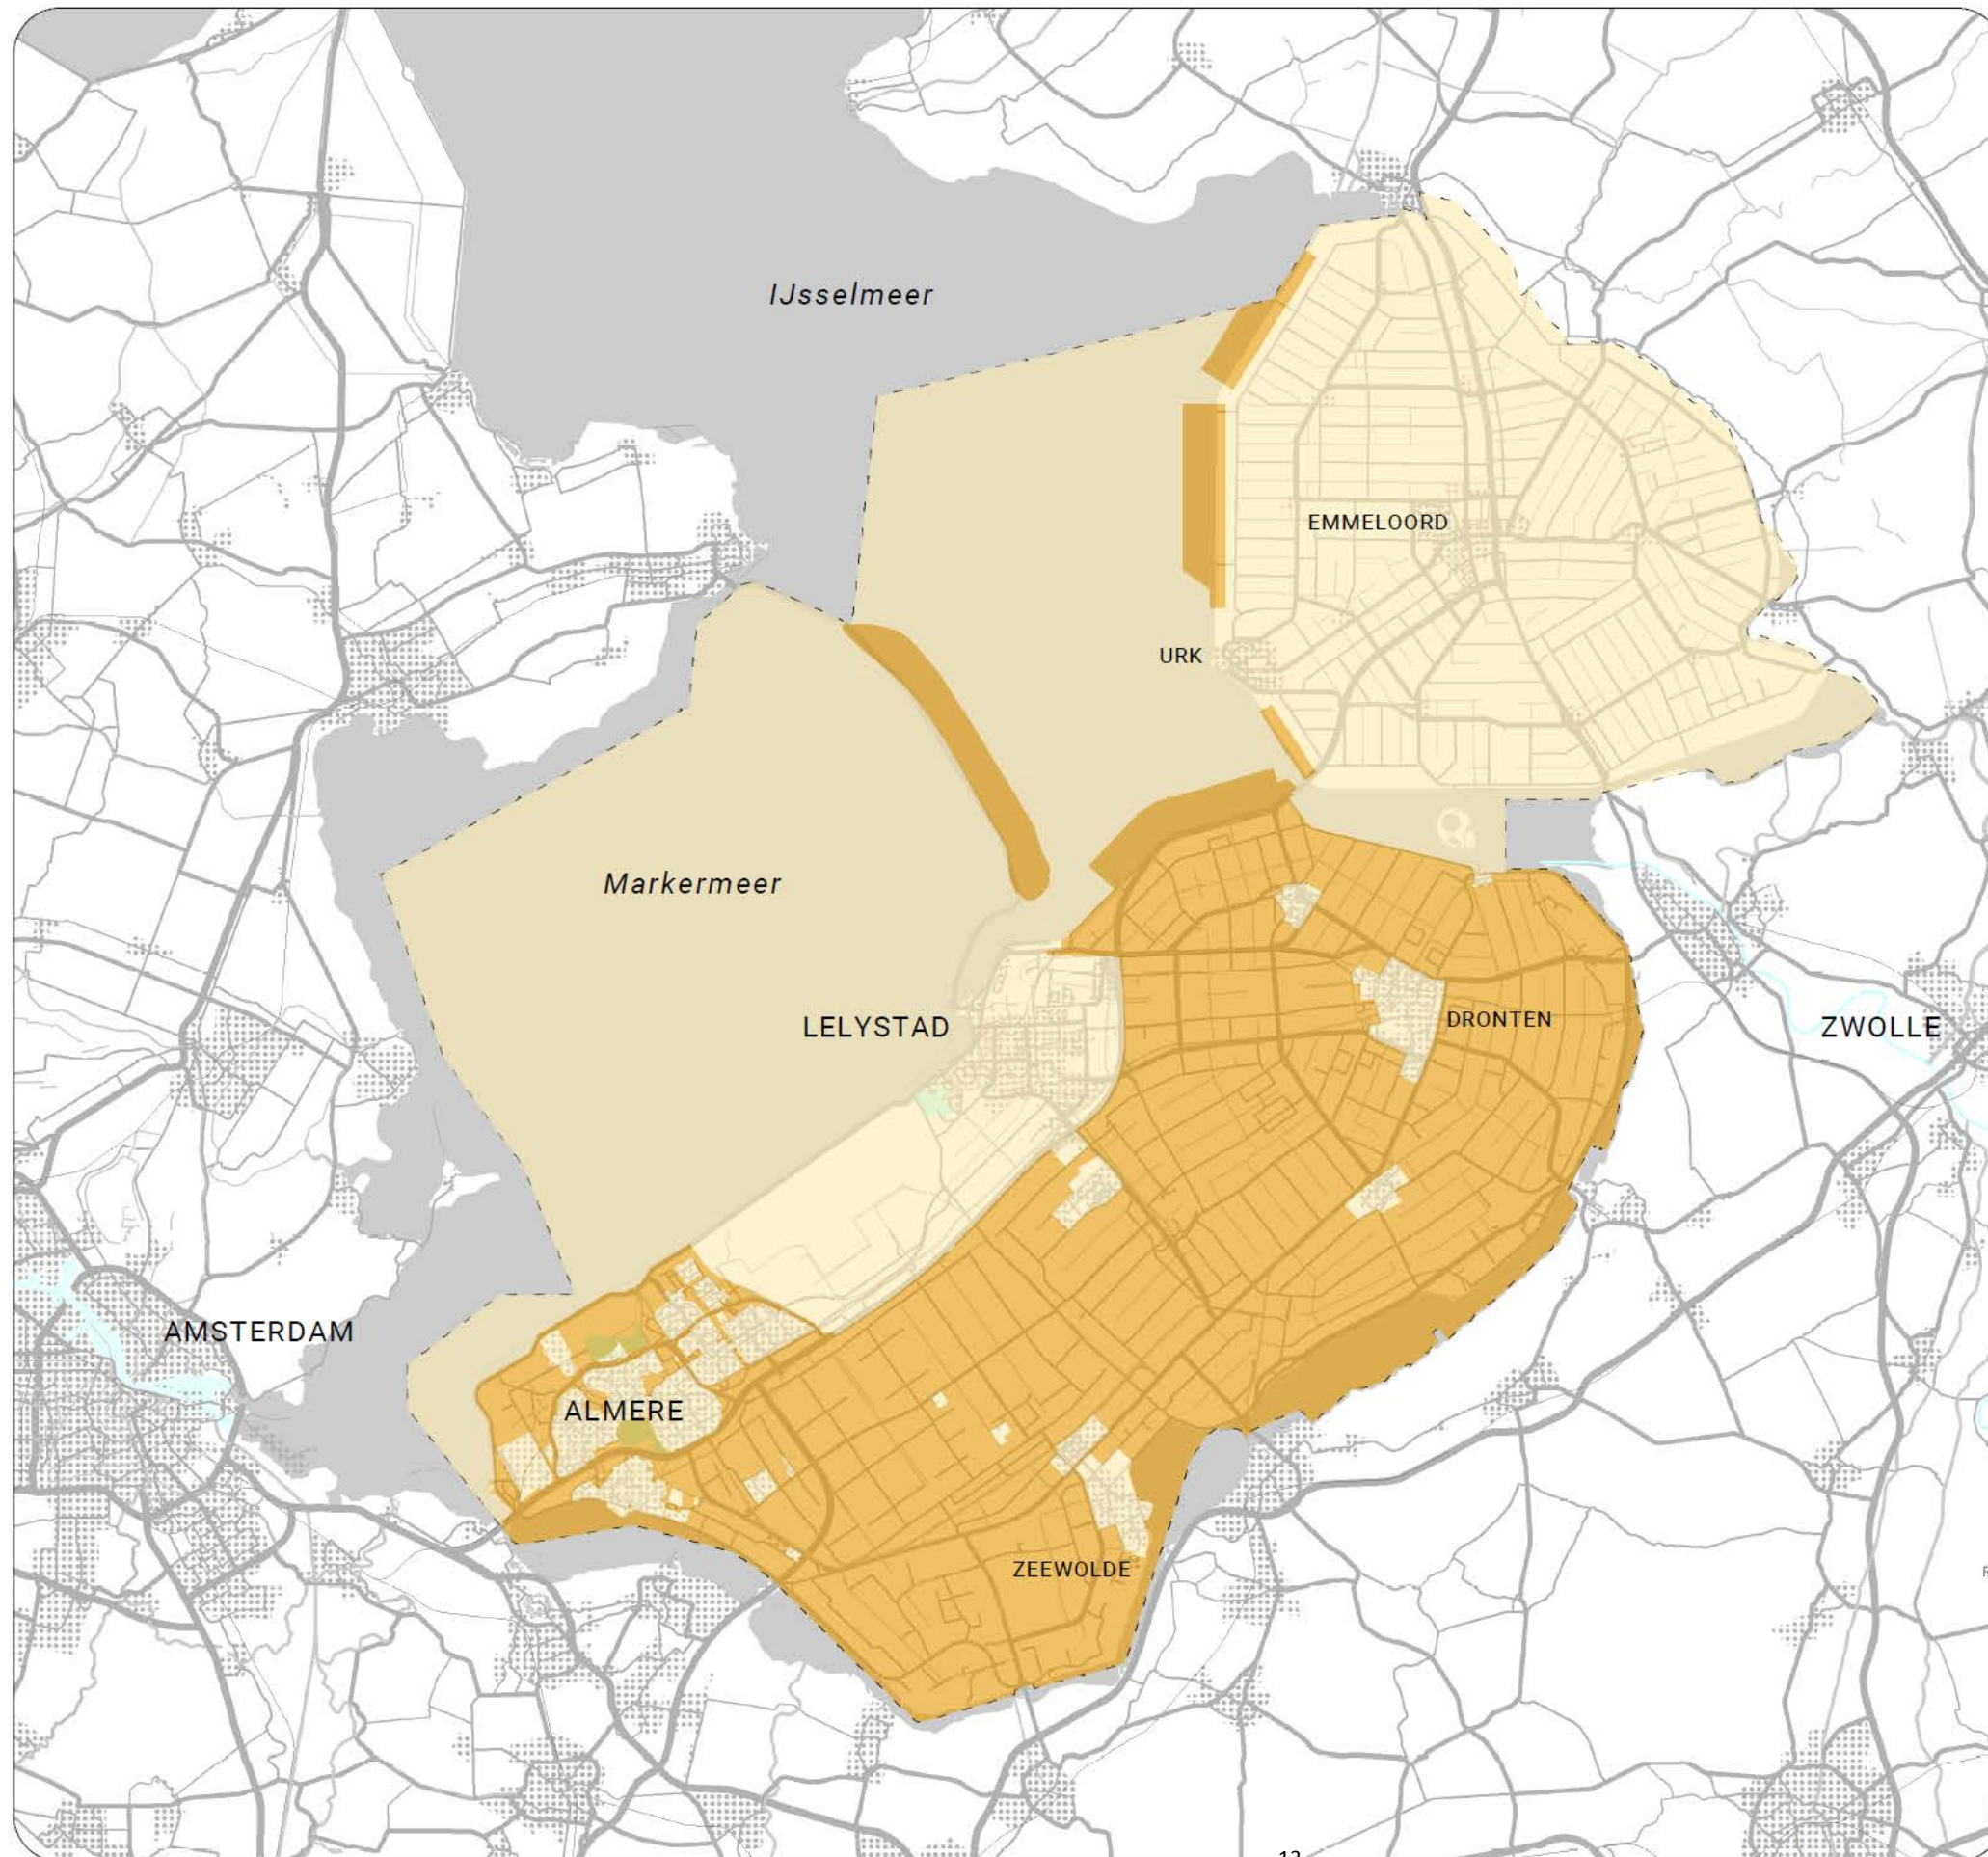 IJsselmeer
EMMELOORD
URK
Markermeer
LELYSTAD
DRONTEN
ZWOLLE
AMSTERDAM
ALMERE
ZEEWOLDE